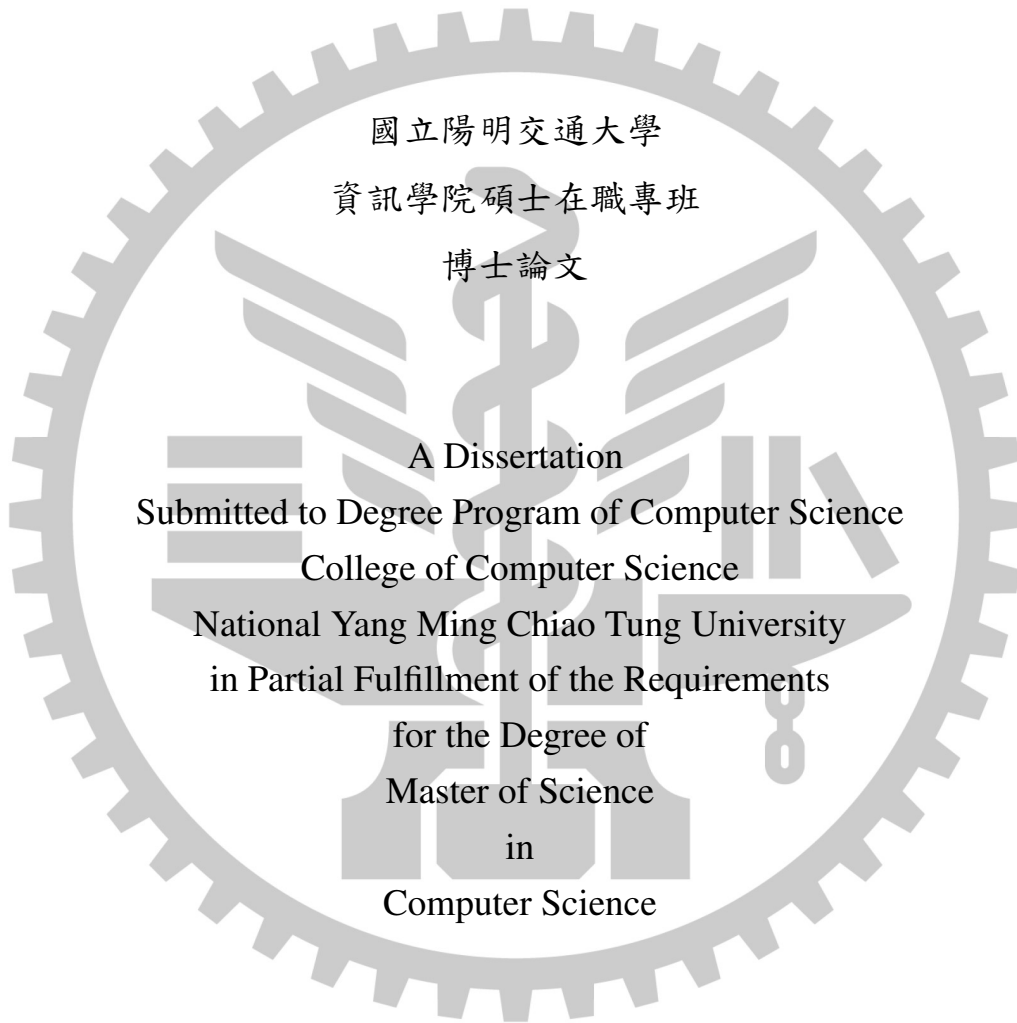 國立陽明交通大學
資訊學院碩士在職專班
博士論文
A Dissertation
Submitted to Degree Program of Computer Science
College of Computer Science
National Yang Ming Chiao Tung University
in Partial Fulfillment of the Requirements
for the Degree of
Master of Science
in
Computer Science